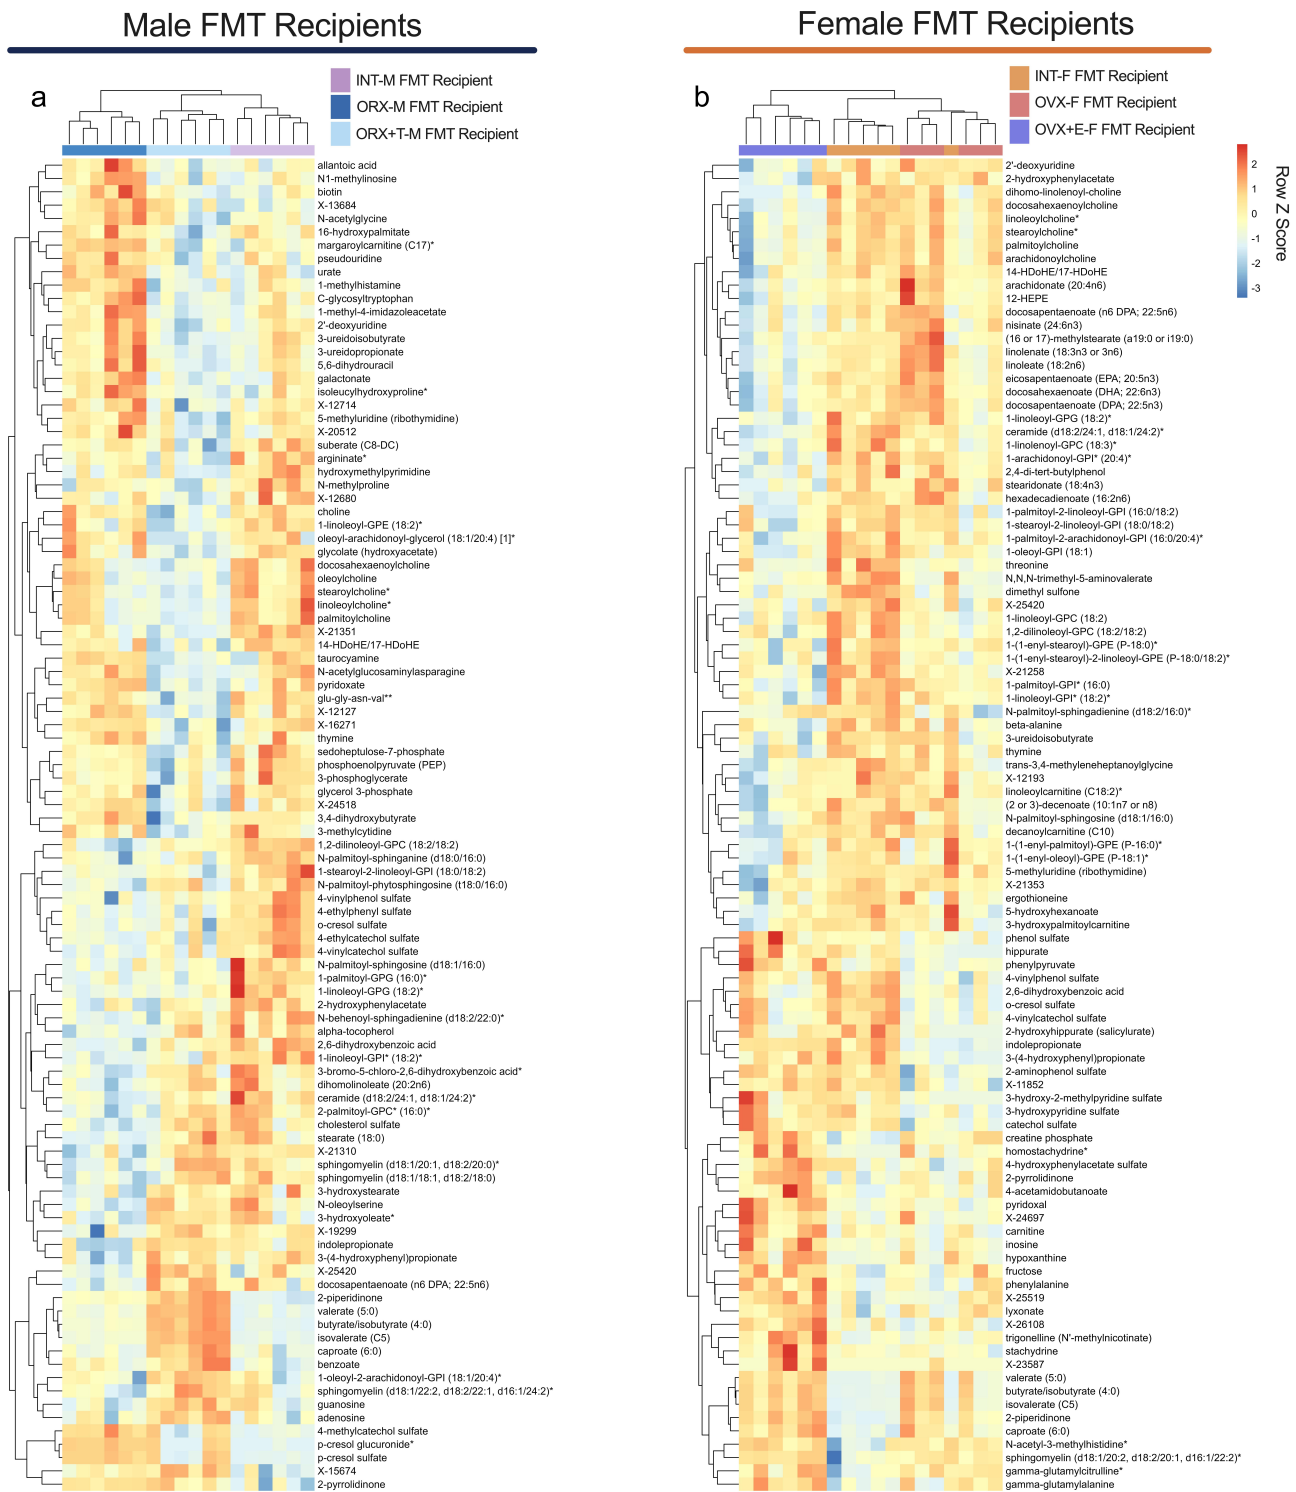 Male FMT Recipients
a
INT-M FMT Recipient
ORX-M FMT Recipient
ORX+T-M FMT Recipient
allantoic acid
N1-methylinosine
biotin
X-13684
N-acetylglycine
16-hydroxypalmitate
margaroylcarnitine (C17)*
pseudouridine
urate
1-methylhistamine
C-glycosyltryptophan
1-methyl-4-imidazoleacetate
2'-deoxyuridine
3-ureidoisobutyrate
3-ureidopropionate
5,6-dihydrouracil
galactonate
isoleucylhydroxyproline*
X-12714
5-methyluridine (ribothymidine)
X-20512
suberate (C8-DC)
argininate*
hydroxymethylpyrimidine
N-methylproline
X-12680
choline
1-linoleoyl-GPE (18:2)*
oleoyl-arachidonoyl-glycerol (18:1/20:4) [1]*
glycolate (hydroxyacetate)
docosahexaenoylcholine
oleoylcholine
stearoylcholine*
linoleoylcholine*
palmitoylcholine
X-21351
14-HDoHE/17-HDoHE
taurocyamine
N-acetylglucosaminylasparagine
pyridoxate
glu-gly-asn-val**
X-12127
X-16271
thymine
sedoheptulose-7-phosphate
phosphoenolpyruvate (PEP)
3-phosphoglycerate
glycerol 3-phosphate
X-24518
3,4-dihydroxybutyrate
3-methylcytidine
1,2-dilinoleoyl-GPC (18:2/18:2)
N-palmitoyl-sphinganine (d18:0/16:0)
1-stearoyl-2-linoleoyl-GPI (18:0/18:2)
N-palmitoyl-phytosphingosine (t18:0/16:0)
4-vinylphenol sulfate
4-ethylphenyl sulfate
o-cresol sulfate
4-ethylcatechol sulfate
4-vinylcatechol sulfate
N-palmitoyl-sphingosine (d18:1/16:0)
1-palmitoyl-GPG (16:0)*
1-linoleoyl-GPG (18:2)*
2-hydroxyphenylacetate
N-behenoyl-sphingadienine (d18:2/22:0)*
alpha-tocopherol
2,6-dihydroxybenzoic acid
1-linoleoyl-GPI* (18:2)*
3-bromo-5-chloro-2,6-dihydroxybenzoic acid*
dihomolinoleate (20:2n6)
ceramide (d18:2/24:1, d18:1/24:2)*
2-palmitoyl-GPC* (16:0)*
cholesterol sulfate
stearate (18:0)
X-21310
sphingomyelin (d18:1/20:1, d18:2/20:0)*
sphingomyelin (d18:1/18:1, d18:2/18:0)
3-hydroxystearate
N-oleoylserine
3-hydroxyoleate*
X-19299
indolepropionate
3-(4-hydroxyphenyl)propionate
X-25420
docosapentaenoate (n6 DPA; 22:5n6)
2-piperidinone
valerate (5:0)
butyrate/isobutyrate (4:0)
isovalerate (C5)
caproate (6:0)
benzoate
1-oleoyl-2-arachidonoyl-GPI (18:1/20:4)*
sphingomyelin (d18:1/22:2, d18:2/22:1, d16:1/24:2)*
guanosine
adenosine
4-methylcatechol sulfate
p-cresol glucuronide*
p-cresol sulfate
X-15674
2-pyrrolidinone
Female FMT Recipients
b
INT-F FMT Recipient
OVX-F FMT Recipient
OVX+E-F FMT Recipient
2'-deoxyuridine
2-hydroxyphenylacetate
dihomo-linolenoyl-choline
docosahexaenoylcholine
linoleoylcholine*
stearoylcholine*
palmitoylcholine
arachidonoylcholine
14-HDoHE/17-HDoHE
arachidonate (20:4n6)
12-HEPE
docosapentaenoate (n6 DPA; 22:5n6)
nisinate (24:6n3)
(16 or 17)-methylstearate (a19:0 or i19:0)
linolenate (18:3n3 or 3n6)
linoleate (18:2n6)
eicosapentaenoate (EPA; 20:5n3)
docosahexaenoate (DHA; 22:6n3)
docosapentaenoate (DPA; 22:5n3)
1-linoleoyl-GPG (18:2)*
ceramide (d18:2/24:1, d18:1/24:2)*
1-linolenoyl-GPC (18:3)*
1-arachidonoyl-GPI* (20:4)*
2,4-di-tert-butylphenol
stearidonate (18:4n3)
hexadecadienoate (16:2n6)
1-palmitoyl-2-linoleoyl-GPI (16:0/18:2)
1-stearoyl-2-linoleoyl-GPI (18:0/18:2)
1-palmitoyl-2-arachidonoyl-GPI (16:0/20:4)*
1-oleoyl-GPI (18:1)
threonine
N,N,N-trimethyl-5-aminovalerate
dimethyl sulfone
X-25420
1-linoleoyl-GPC (18:2)
1,2-dilinoleoyl-GPC (18:2/18:2)
1-(1-enyl-stearoyl)-GPE (P-18:0)*
1-(1-enyl-stearoyl)-2-linoleoyl-GPE (P-18:0/18:2)*
X-21258
1-palmitoyl-GPI* (16:0)
1-linoleoyl-GPI* (18:2)*
N-palmitoyl-sphingadienine (d18:2/16:0)*
beta-alanine
3-ureidoisobutyrate
thymine
trans-3,4-methyleneheptanoylglycine
X-12193
linoleoylcarnitine (C18:2)*
(2 or 3)-decenoate (10:1n7 or n8)
N-palmitoyl-sphingosine (d18:1/16:0)
decanoylcarnitine (C10)
1-(1-enyl-palmitoyl)-GPE (P-16:0)*
1-(1-enyl-oleoyl)-GPE (P-18:1)*
5-methyluridine (ribothymidine)
X-21353
ergothioneine
5-hydroxyhexanoate
3-hydroxypalmitoylcarnitine
phenol sulfate
hippurate
phenylpyruvate
4-vinylphenol sulfate
2,6-dihydroxybenzoic acid
o-cresol sulfate
4-vinylcatechol sulfate
2-hydroxyhippurate (salicylurate)
indolepropionate
3-(4-hydroxyphenyl)propionate
2-aminophenol sulfate
X-11852
3-hydroxy-2-methylpyridine sulfate
3-hydroxypyridine sulfate
catechol sulfate
creatine phosphate
homostachydrine*
4-hydroxyphenylacetate sulfate
2-pyrrolidinone
4-acetamidobutanoate
pyridoxal
X-24697
carnitine
inosine
hypoxanthine
fructose
phenylalanine
X-25519
lyxonate
X-26108
trigonelline (N'-methylnicotinate)
stachydrine
X-23587
valerate (5:0)
butyrate/isobutyrate (4:0)
isovalerate (C5)
2-piperidinone
caproate (6:0)
N-acetyl-3-methylhistidine*
sphingomyelin (d18:1/20:2, d18:2/20:1, d16:1/22:2)*
gamma-glutamylcitrulline*
gamma-glutamylalanine
2
1
0
-1
-2
-3
Row Z Score